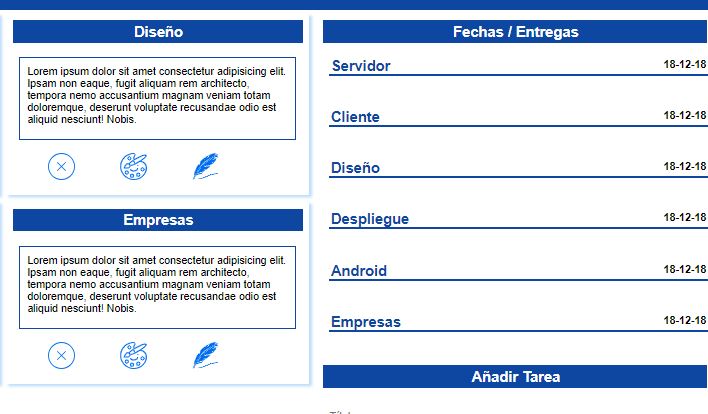 Diseño
Lorem ipsum dolor sit amet consectetur adipisicing elit.
Ipsam non eaque, fugit aliquam rem architecto,
tempora nemo accusantium magnam veniam totam
doloremque, deserunt voluptate recusandae odio est
aliquid nesciunt! Nobis.
Empresas
Lorem ipsum dolor sit amet consectetur adipisicing elit.
Ipsam non eaque, fugit aliquam rem architecto,
tempora nemo accusantium magnam veniam totam
doloremque, deserunt voluptate recusandae odio est
aliquid nesciunt! Nobis.
Fechas / Entregas
Servidor 18-12-18
Cliente 18-12-18
Diseño 18-12-18
Despliegue 18-12-18
Android 18-12-18
Empresas 18-12-18
Añadir Tarea